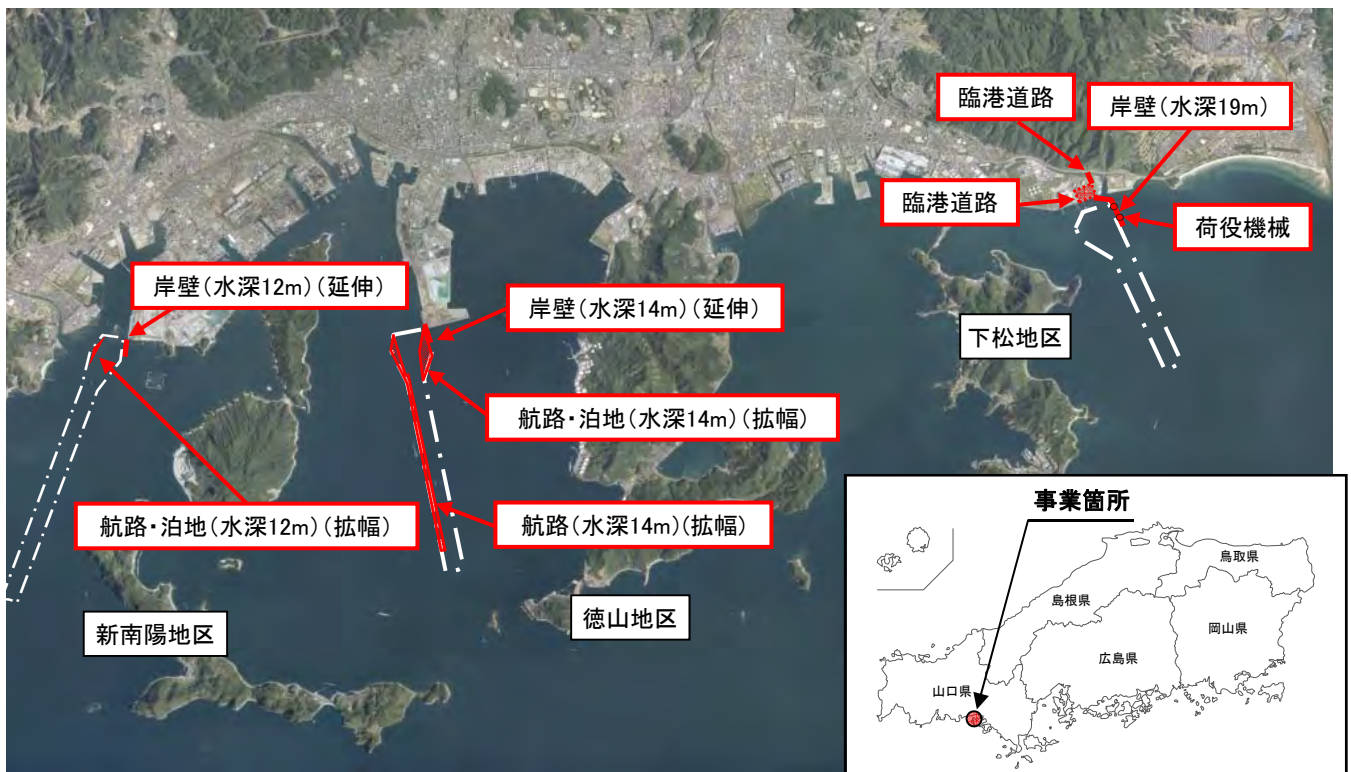 臨港道路
岸壁(水深19m)
臨港道路
荷役機械
岸壁(水深12m)(延伸)
岸壁(水深14m)(延伸)
下松地区
航路・泊地(水深14m)(拡幅)
航路・泊地(水深12m)(拡幅)
航路(水深14m)(拡幅)
新南陽地区
徳山地区
事業箇所
鳥取県
島根県
岡山県
広島県
山口県